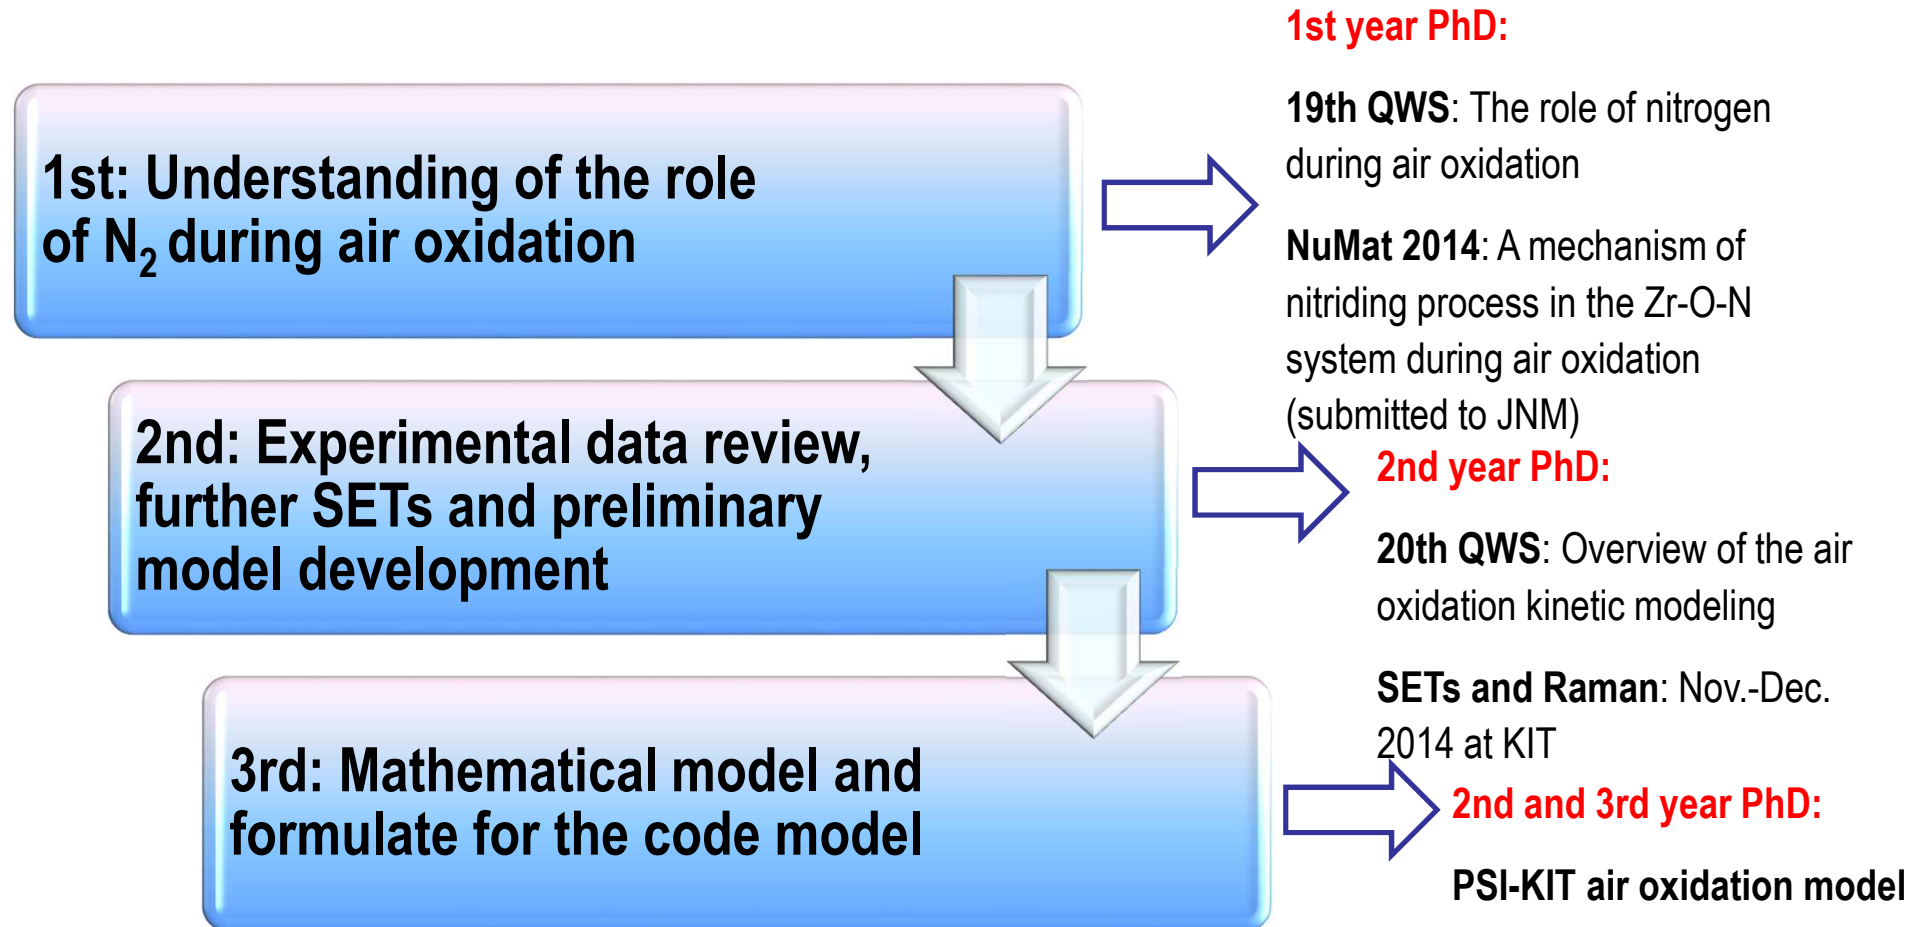 1st: Understanding of the role
of N₂ during air oxidation
1st year PhD:
19th QWS: The role of nitrogen
during air oxidation
NuMat 2014: A mechanism of
nitriding process in the Zr-O-N
system during air oxidation
(submitted to JNM)
2nd: Experimental data review,
further SETs and preliminary
model development
2nd year PhD:
20th QWS: Overview of the air
oxidation kinetic modeling
SETs and Raman: Nov.-Dec.
2014 at KIT
3rd: Mathematical model and
formulate for the code model
2nd and 3rd year PhD:
PSI-KIT air oxidation model